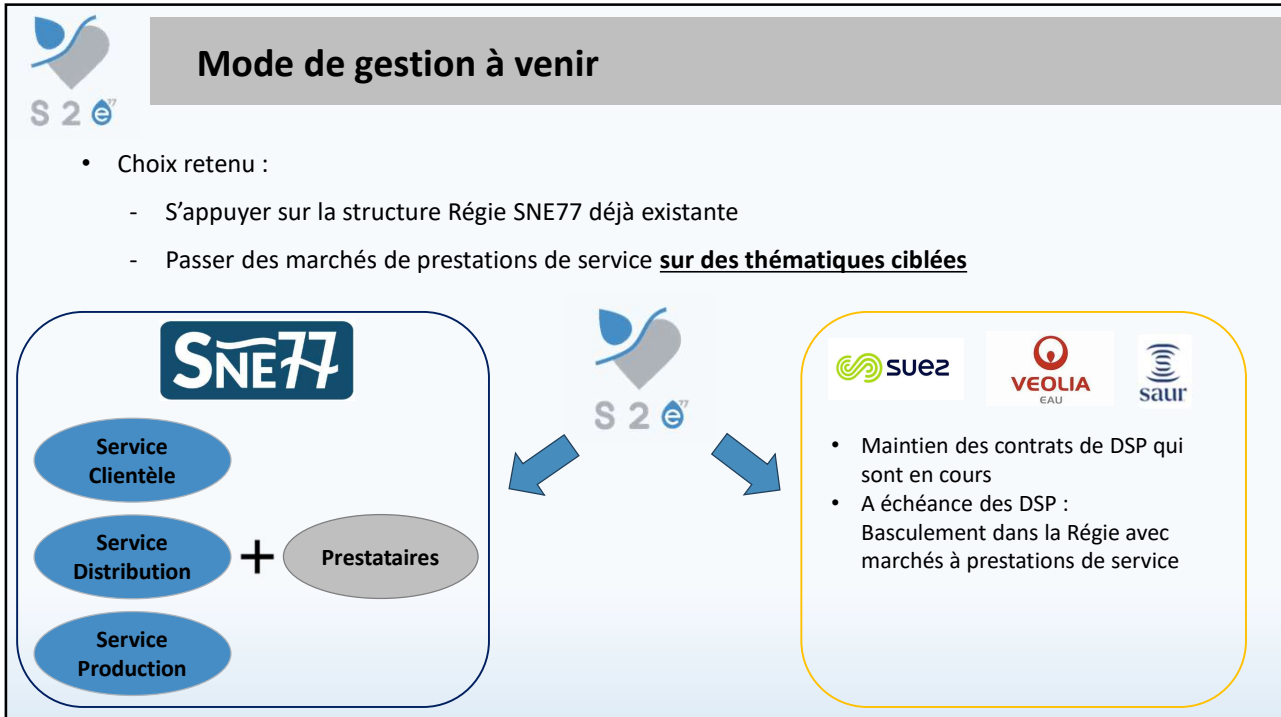 S 2 e77
Mode de gestion à venir
• Choix retenu :
- S’appuyer sur la structure Régie SNE77 déjà existante
- Passer des marchés de prestations de service sur des thématiques ciblées
SNE77
Service
Clientèle
Service
Distribution
+
Prestataires
Service
Production
S 2 e77
suez
VEOLIA
EAU
saur
• Maintien des contrats de DSP qui
sont en cours
• A échéance des DSP :
Basculement dans la Régie avec
marchés à prestations de service